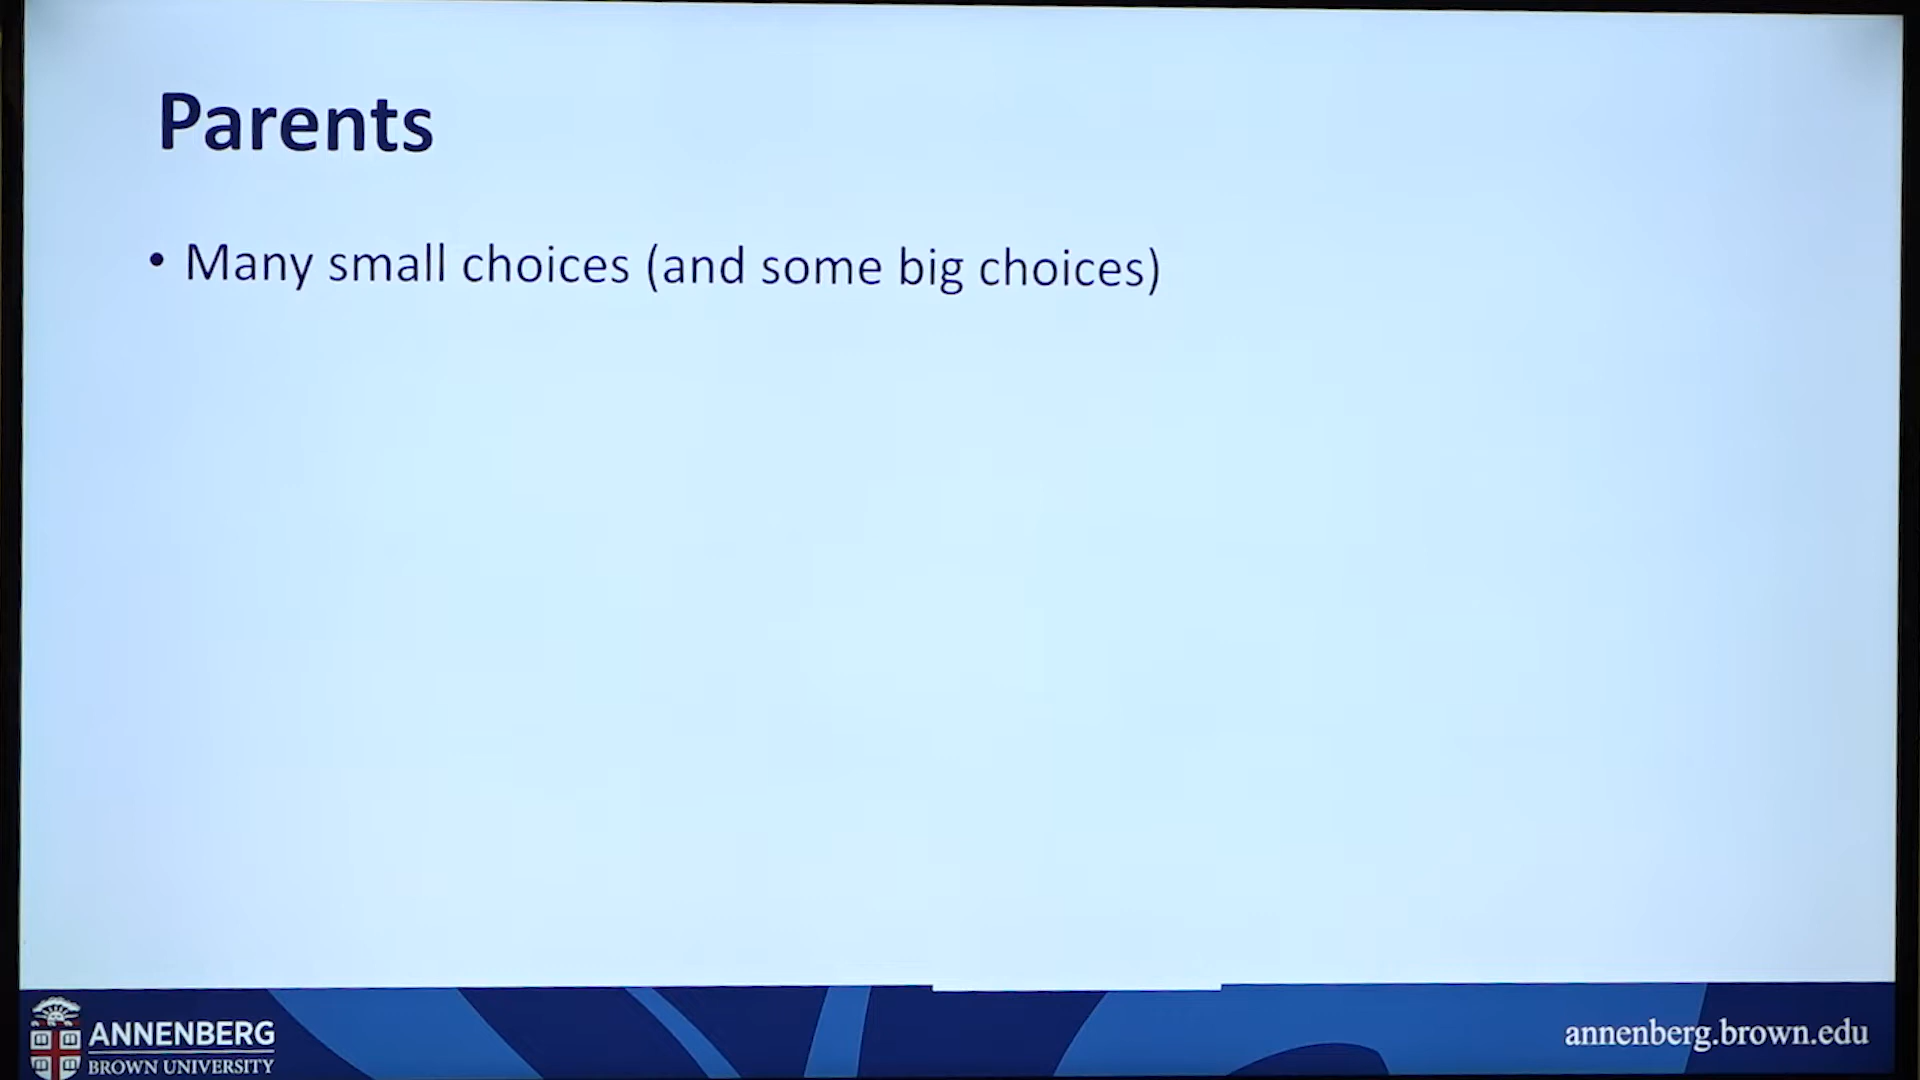 Parents
• Many small choices (and some big choices)
ANNENBERG
BROWN UNIVERSITY
annenberg.brown.edu